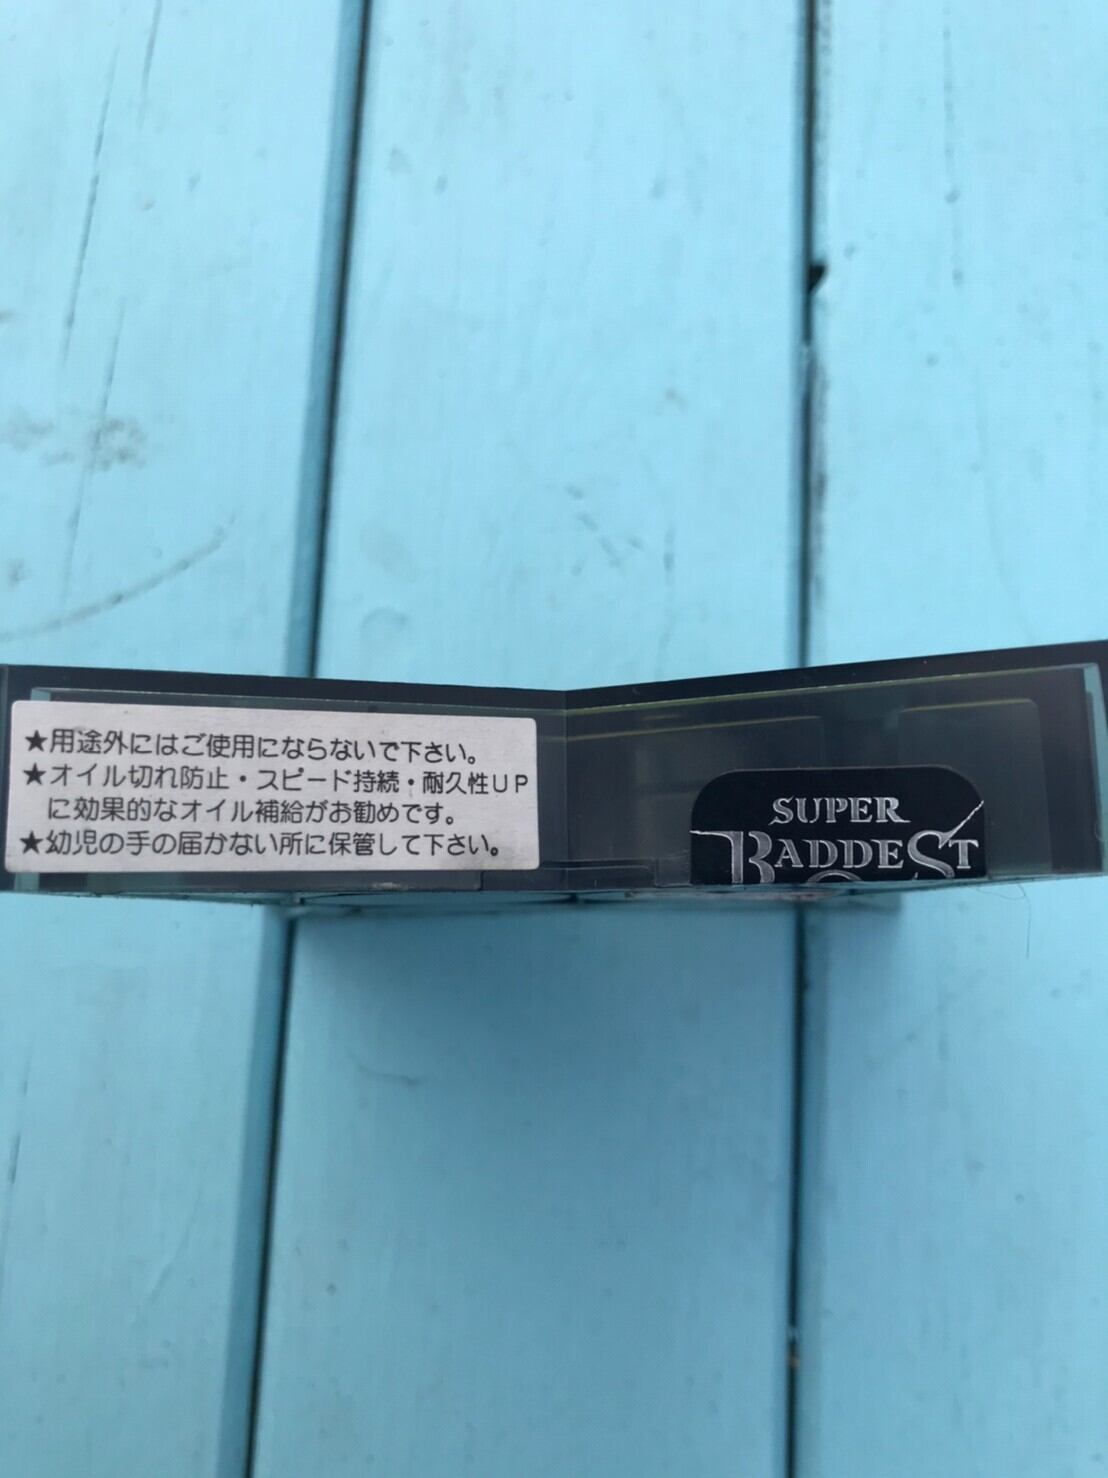 ★用途外にはご使用にならないで下さい。
★オイル切れ防止・スピード持続・耐久性UP
に効果的なオイル補給がお勧めです。
★幼児の手の届かない所に保管して下さい。
SUPER
BADDEST